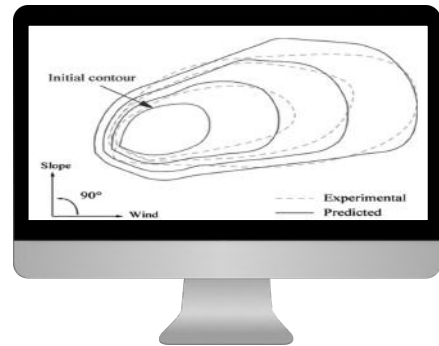 Initial contour
Slope
90°
Wind
Experimental
Predicted